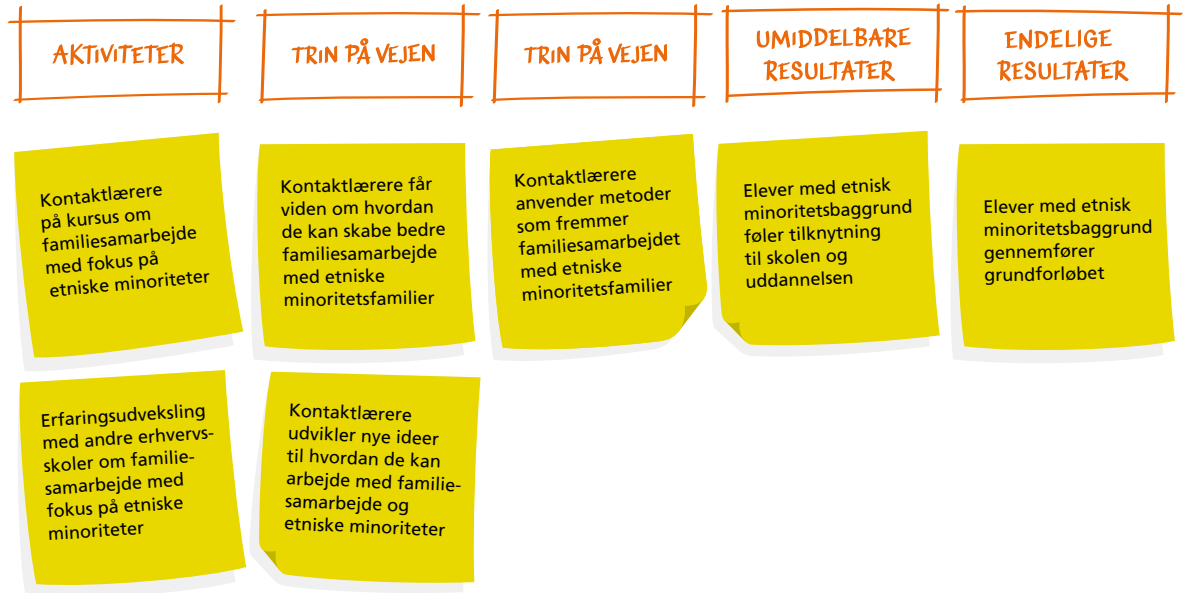 AKTIVITETER
TRIN PÅ VEJEN
TRIN PÅ VEJEN
UMIDDELBARE
RESULTATER
ENDELIGE
RESULTATER
Kontaktlærere
på kursus om
familiesamarbejde
med fokus på
etniske minoriteter
Kontaktlærere får
viden om hvordan
de kan skabe bedre
familiesamarbejde
med etniske
minoritetsfamilier
Kontaktlærere
anvender metoder
som fremmer
familiesamarbejdet
med etniske
minoritetsfamilier
Elever med etnisk
minoritetsbaggrund
føler tilknytning
til skolen og
uddannelsen
Elever med etnisk
minoritetsbaggrund
gennemfører
grundforløbet
Erfaringsudveksling
med andre erhvervs-
skoler om familie-
samarbejde med
fokus på etniske
minoriteter
Kontaktlærere
udvikler nye ideer
til hvordan de kan
arbejde med familie-
samarbejde og
etniske minoriteter